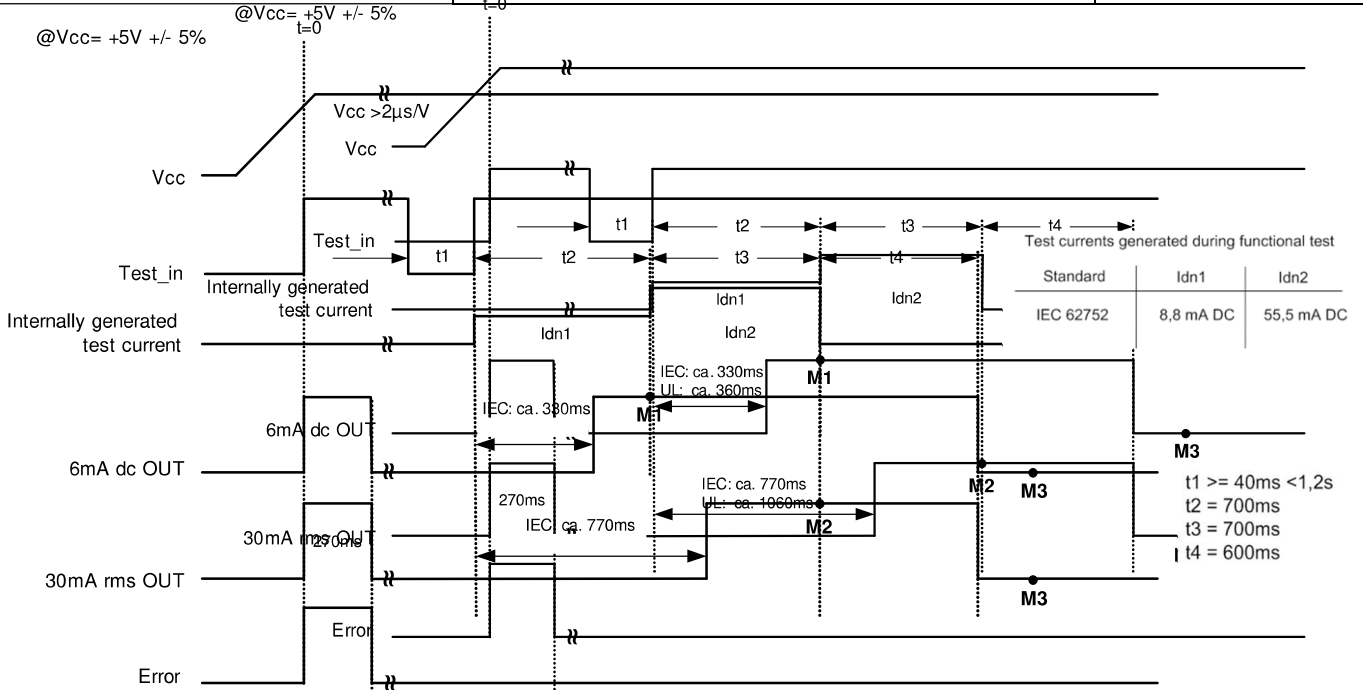 @Vcc= +5V +/- 5%
t=0
@Vcc= +5V +/- 5%
t=0
Vcc >2µs/V
Vcc
Vcc
t1
t2
t3
t4
Test_in
t1
t2
t3
t4
Test_in
Test currents generated during functional test
Standard Idn1 Idn2
IEC 62752 8,8 mA DC 55,5 mA DC
Internally generated
test current
Idn1
Idn2
Internally generated
test current
Idn1
Idn2
IEC: ca. 330ms
UL: ca. 360ms
M1
IEC: ca. 330ms
M1
6mA dc OUT
M3
6mA dc OUT
M2
M3
IEC: ca. 770ms
UL: ca. 1060ms
270ms
IEC: ca. 770ms
M2
t1 >= 40ms <1,2s
t2 = 700ms
t3 = 700ms
t4 = 600ms
30mA rms OUT
270ms
30mA rms OUT
M3
Error
Error